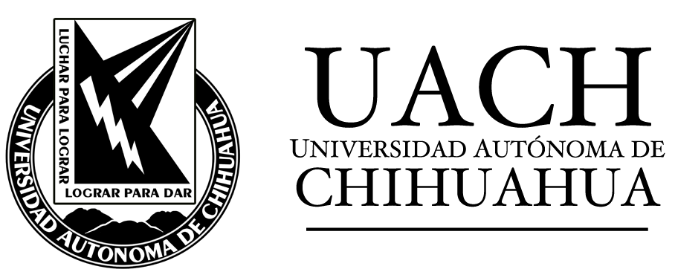 LUCHAR PARA LOGRAR
LOGRAR PARA DAR
UNIVERSIDAD AUTONOMA DE CHIHUAHUA
UACH
UNIVERSIDAD AUTÓNOMA DE
CHIHUAHUA